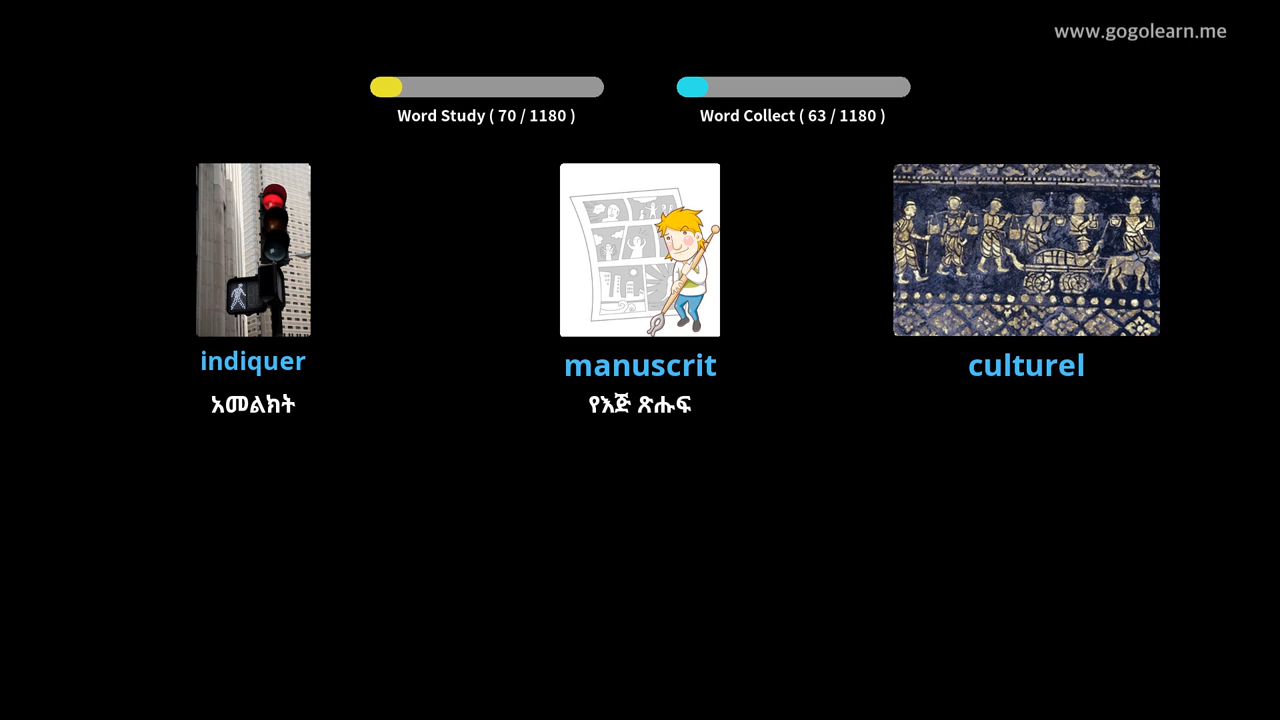 www.gogolearn.me
Word Study ( 70 / 1180 )
Word Collect ( 63 / 1180 )
indiquer
አመልክት
manuscrit
የእጅ ጽሑፍ
culturel